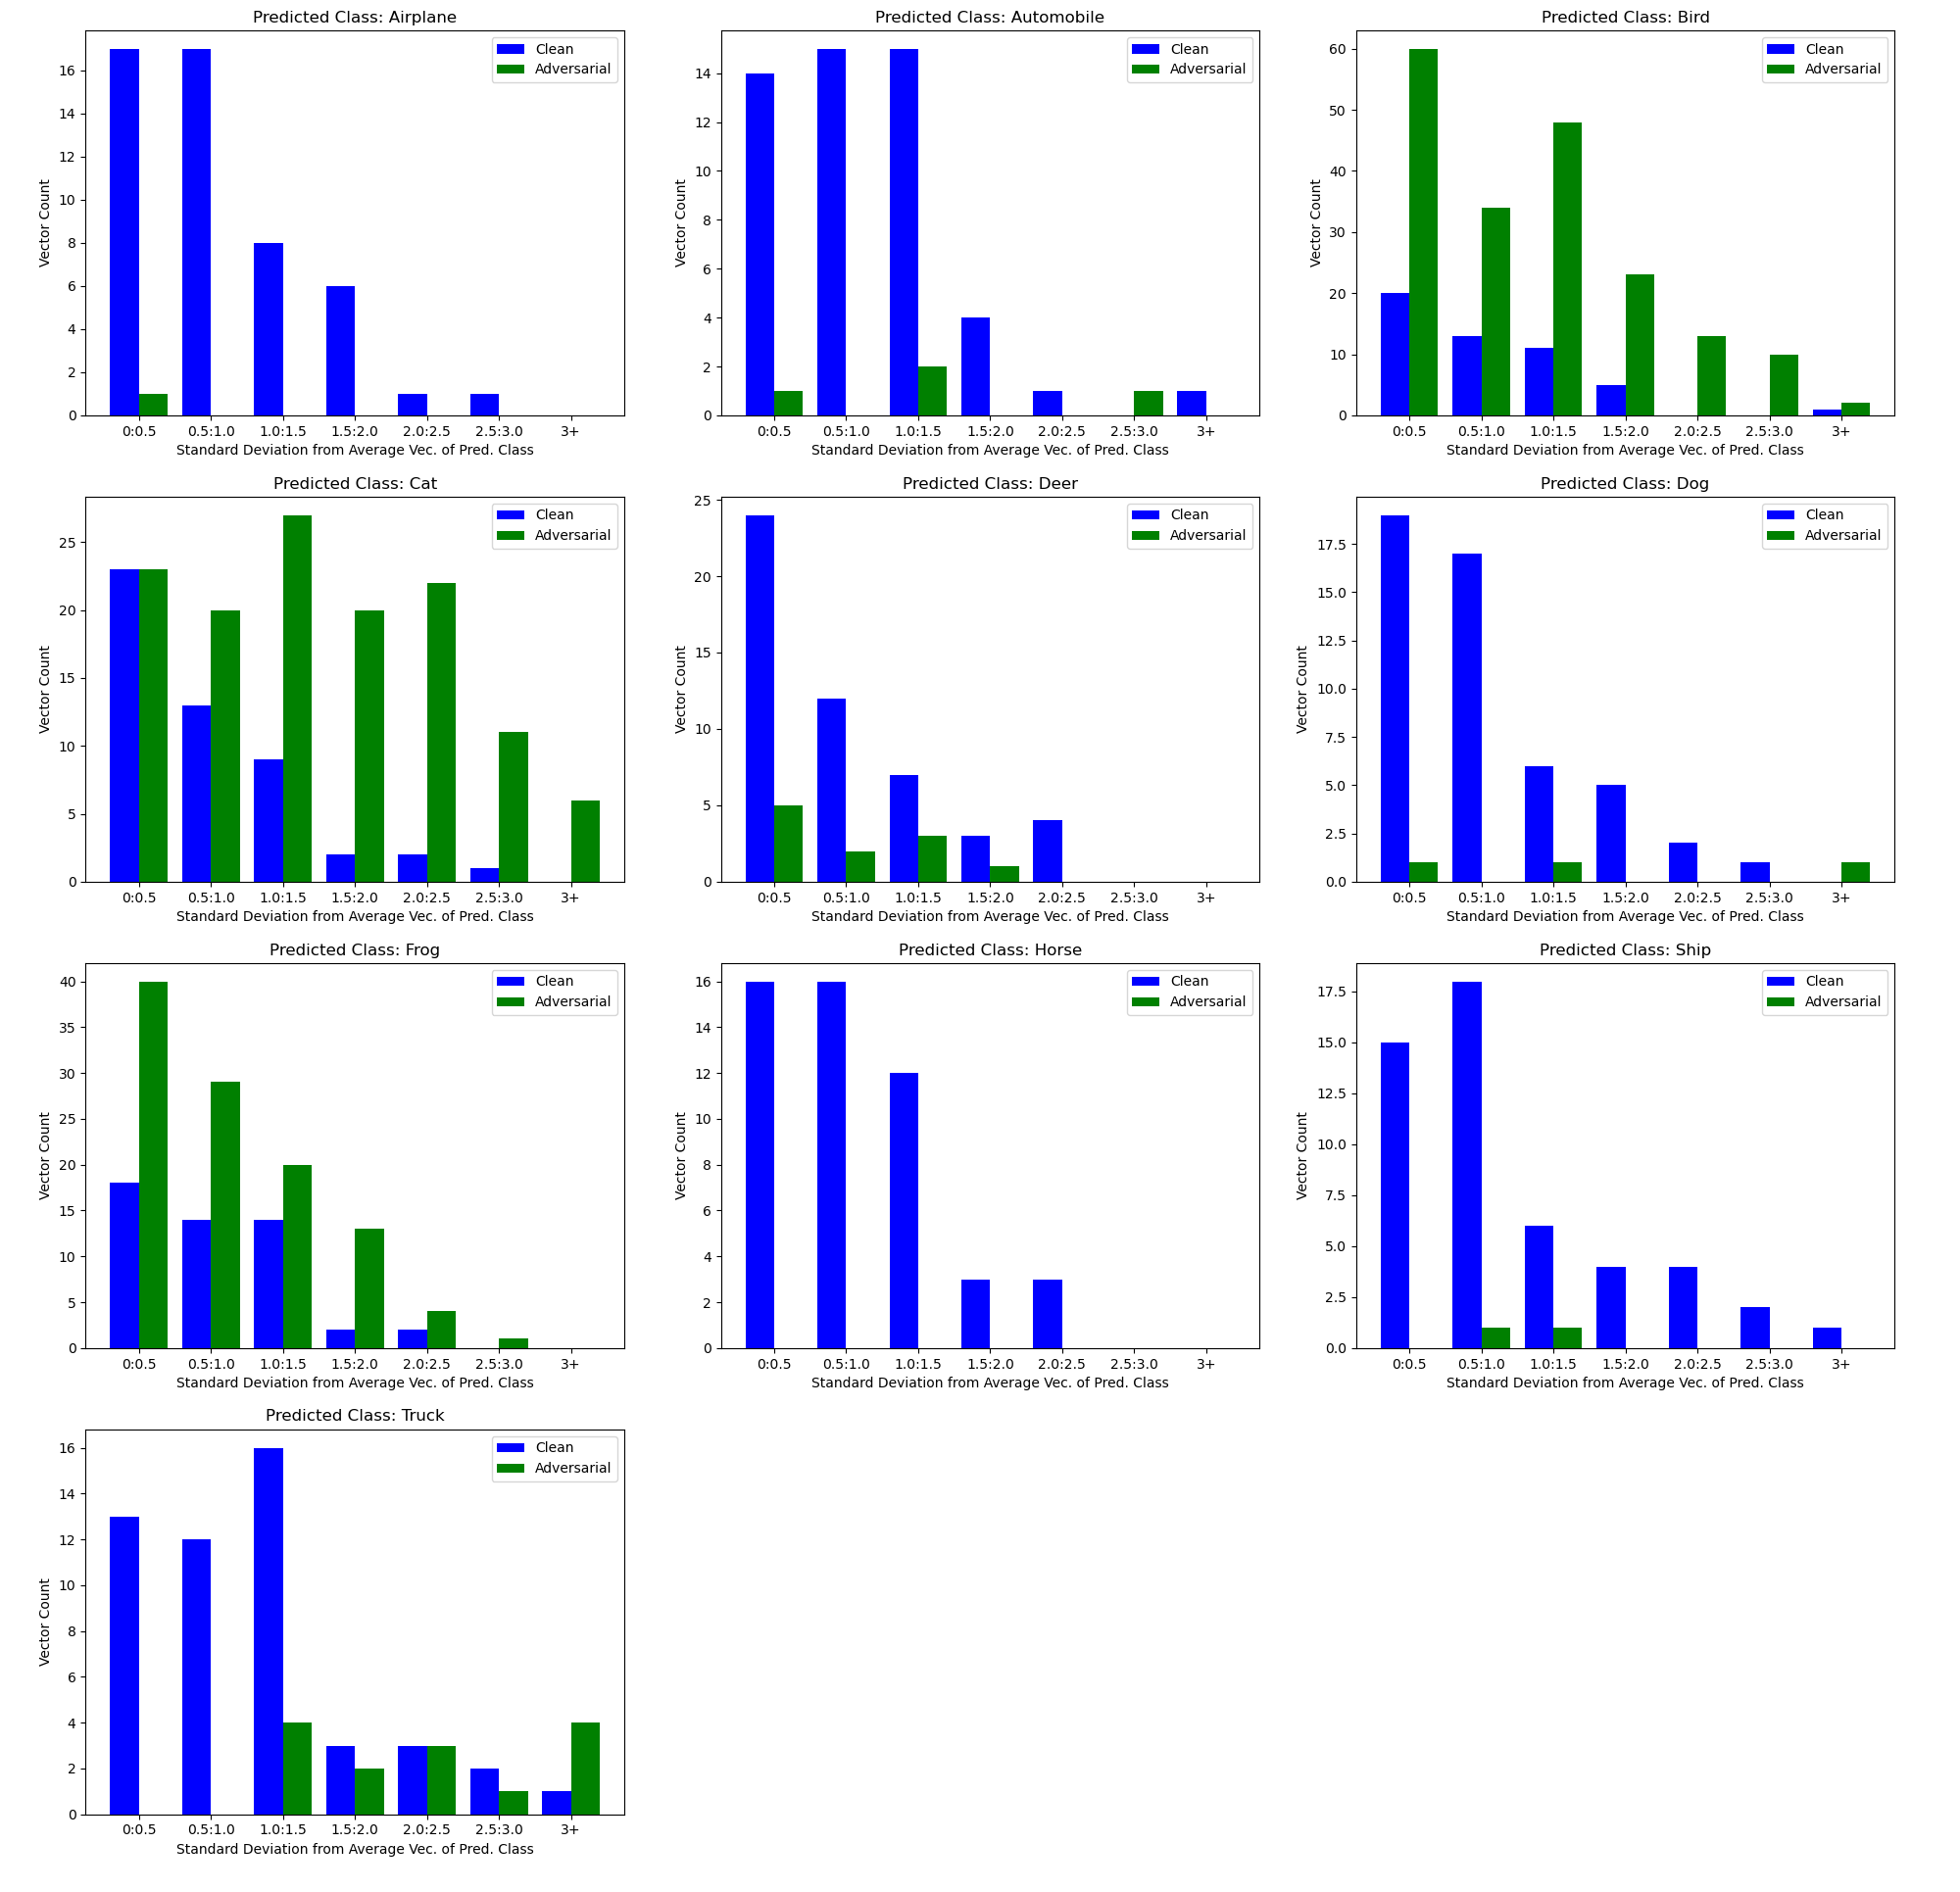 Predicted Class: Airplane
Clean
Adversarial
Vector Count
16
14
12
10
8
6
4
2
0
0:0.5 0.5:1.0 1.0:1.5 1.5:2.0 2.0:2.5 2.5:3.0 3+
Standard Deviation from Average Vec. of Pred. Class
Predicted Class: Automobile
Clean
Adversarial
Vector Count
14
12
10
8
6
4
2
0
0:0.5 0.5:1.0 1.0:1.5 1.5:2.0 2.0:2.5 2.5:3.0 3+
Standard Deviation from Average Vec. of Pred. Class
Predicted Class: Bird
Clean
Adversarial
Vector Count
60
50
40
30
20
10
0
0:0.5 0.5:1.0 1.0:1.5 1.5:2.0 2.0:2.5 2.5:3.0 3+
Standard Deviation from Average Vec. of Pred. Class
Predicted Class: Cat
Clean
Adversarial
Vector Count
25
20
15
10
5
0
0:0.5 0.5:1.0 1.0:1.5 1.5:2.0 2.0:2.5 2.5:3.0 3+
Standard Deviation from Average Vec. of Pred. Class
Predicted Class: Deer
Clean
Adversarial
Vector Count
25
20
15
10
5
0
0:0.5 0.5:1.0 1.0:1.5 1.5:2.0 2.0:2.5 2.5:3.0 3+
Standard Deviation from Average Vec. of Pred. Class
Predicted Class: Dog
Clean
Adversarial
Vector Count
17.5
15.0
12.5
10.0
7.5
5.0
2.5
0.0
0:0.5 0.5:1.0 1.0:1.5 1.5:2.0 2.0:2.5 2.5:3.0 3+
Standard Deviation from Average Vec. of Pred. Class
Predicted Class: Frog
Clean
Adversarial
Vector Count
40
35
30
25
20
15
10
5
0
0:0.5 0.5:1.0 1.0:1.5 1.5:2.0 2.0:2.5 2.5:3.0 3+
Standard Deviation from Average Vec. of Pred. Class
Predicted Class: Horse
Clean
Adversarial
Vector Count
16
14
12
10
8
6
4
2
0
0:0.5 0.5:1.0 1.0:1.5 1.5:2.0 2.0:2.5 2.5:3.0 3+
Standard Deviation from Average Vec. of Pred. Class
Predicted Class: Ship
Clean
Adversarial
Vector Count
17.5
15.0
12.5
10.0
7.5
5.0
2.5
0.0
0:0.5 0.5:1.0 1.0:1.5 1.5:2.0 2.0:2.5 2.5:3.0 3+
Standard Deviation from Average Vec. of Pred. Class
Predicted Class: Truck
Clean
Adversarial
Vector Count
16
14
12
10
8
6
4
2
0
0:0.5 0.5:1.0 1.0:1.5 1.5:2.0 2.0:2.5 2.5:3.0 3+
Standard Deviation from Average Vec. of Pred. Class